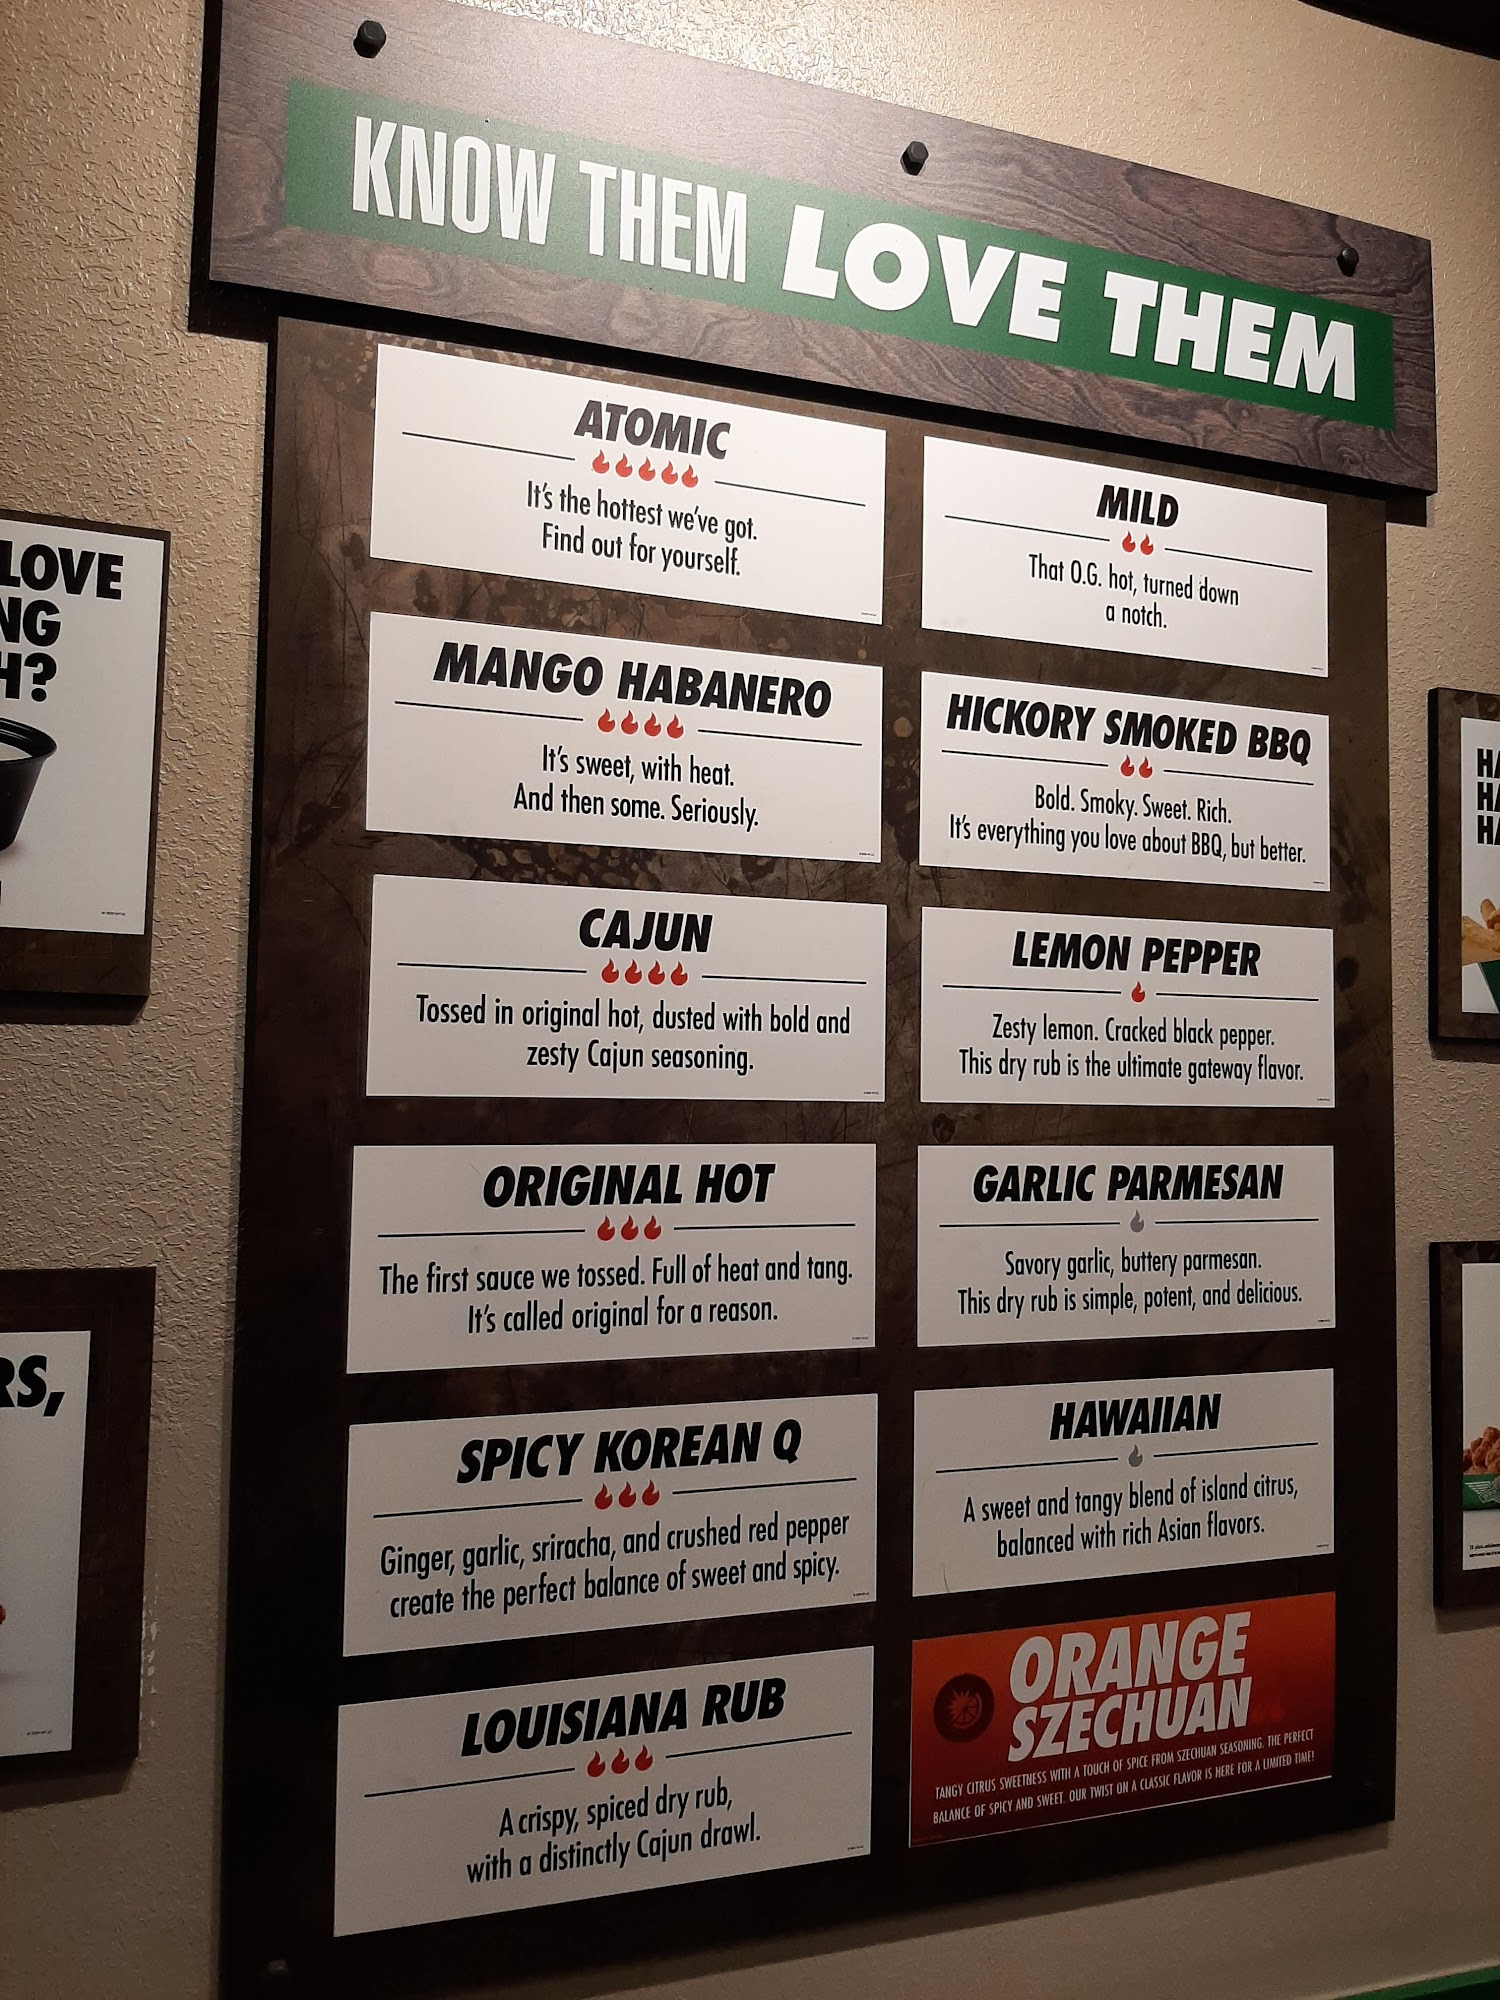 KNOW THEM LOVE THEM
ATOMIC
It's the hottest we've got.
Find out for yourself.
MANGO HABANERO
It's sweet, with heat.
And then some. Seriously.
CAJUN
Tossed in original hot, dusted with bold and
zesty Cajun seasoning.
ORIGINAL HOT
The first sauce we tossed. Full of heat and tang.
It's called original for a reason.
SPICY KOREAN Q
Ginger, garlic, sriracha, and crushed red pepper
create the perfect balance of sweet and spicy.
LOUISIANA RUB
A crispy, spiced dry rub,
with a distinctly Cajun drawl.
MILD
That O.G. hot, turned down
a notch.
HICKORY SMOKED BBQ
Bold. Smoky. Sweet. Rich.
It's everything you love about BBQ, but better.
LEMON PEPPER
Zesty lemon. Cracked black pepper.
This dry rub is the ultimate gateway flavor.
GARLIC PARMESAN
Savory garlic, buttery parmesan.
This dry rub is simple, potent, and delicious.
HAWAIIAN
A sweet and tangy blend of island citrus,
balanced with rich Asian flavors.
ORANGE
SZECHUAN
TANGY CITRUS SWEETNESS WITH A TOUCH OF SPICE FROM SZECHUAN SEASONING. THE PERFECT
BALANCE OF SPICY AND SWEET. OUR TWIST ON A CLASSIC FLAVOR IS HERE FOR A LIMITED TIME!
LOVE